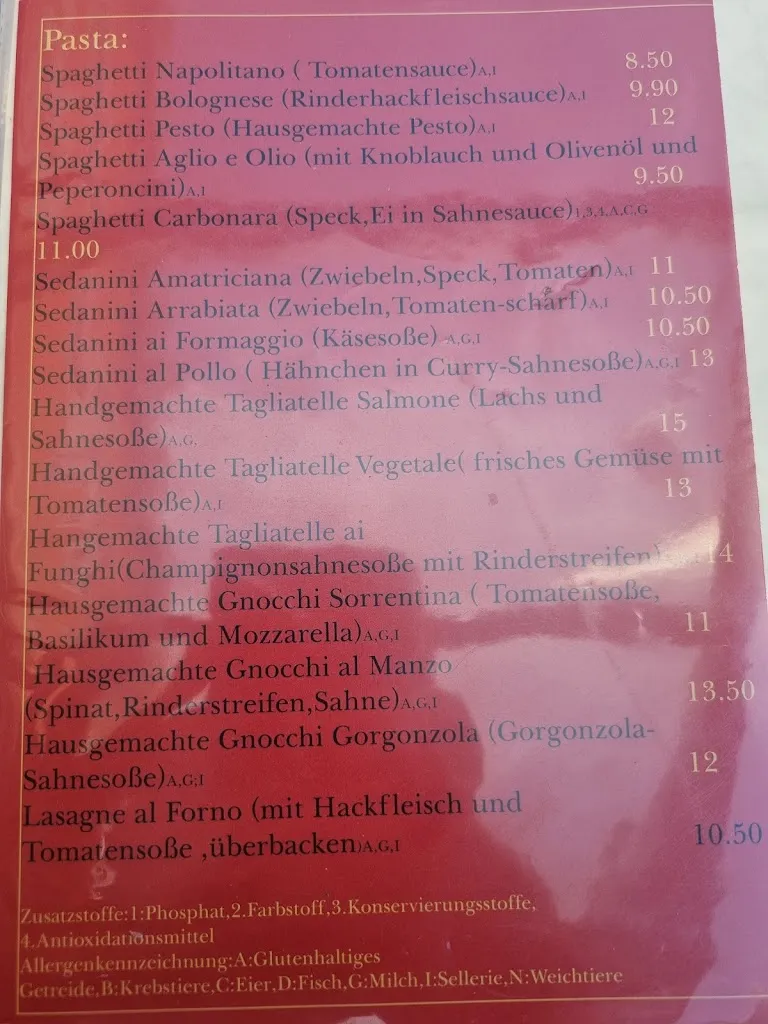 Pasta:
Spaghetti Napolitano ( Tomatensauce)A,I 8.50
Spaghetti Bolognese (Rinderhackfleischsauce)A,I 9.90
Spaghetti Pesto (Hausgemachte Pesto)A,I 12
Spaghetti Aglio e Olio (mit Knoblauch und Olivenöl und
Peperoncini)A,I 9.50
Spaghetti Carbonara (Speck,Ei in Sahnesauce)1,3,4,A,C,G
11.00
Sedanini Amatriciana (Zwiebeln,Speck,Tomaten)A,I 11
Sedanini Arrabiata (Zwiebeln,Tomaten-scharf)A,I 10.50
Sedanini ai Formaggio (Käsesoße) A,G,I 10.50
Sedanini al Pollo ( Hähnchen in Curry-Sahnesoße)A,G,I 13
Handgemachte Tagliatelle Salmone (Lachs und
Sahnesoße)A,G, 15
Handgemachte Tagliatelle Vegetale( frisches Gemüse mit
Tomatensoße)A,I 13
Hangemachte Tagliatelle ai
Funghi(Champignonsahnesoße mit Rinderstreifen) 14
Hausgemachte Gnocchi Sorrentina ( Tomatensoße,
Basilikum und Mozzarella)A,G,I 11
Hausgemachte Gnocchi al Manzo
(Spinat,Rinderstreifen,Sahne)A,G,I 13.50
Hausgemachte Gnocchi Gorgonzola (Gorgonzola-
Sahnesoße)A,G;I 12
Lasagne al Forno (mit Hackfleisch und
Tomatensoße ,überbacken)A,G,I 10.50
Zusatzstoffe:1:Phosphat,2.Farbstoff,3.Konservierungsstoffe,
4.Antioxidationsmittel
Allergenkennzeichnung:A:Glutenhaltiges
Getreide,B:Krebstiere,C:Eier,D:Fisch,G:Milch,I:Sellerie,N:Weichtiere